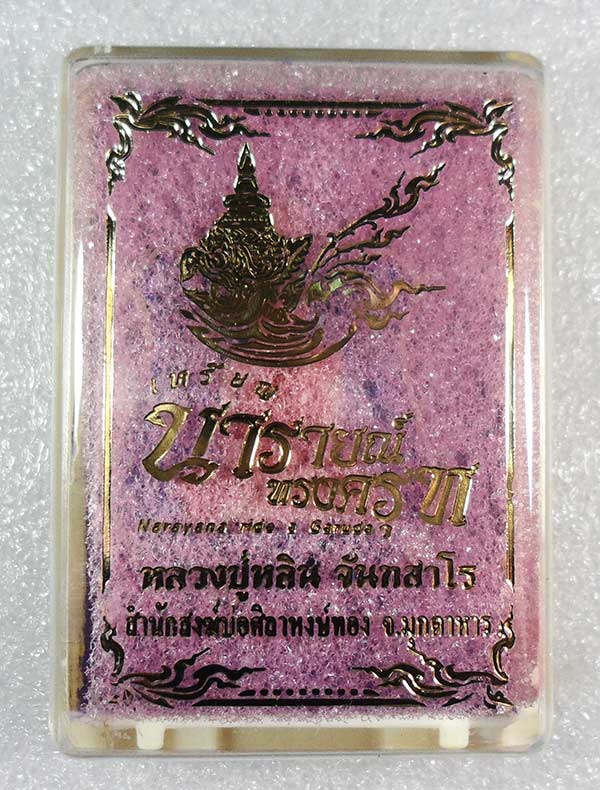 เหรียญ
นารายณ์
ทรงครุฑ
Narayana ride a Garuda
หลวงปู่หลิน จันทสาโร
สำนักสงฆ์บ่อศิลาหงษ์ทอง จ.มุกดาหาร